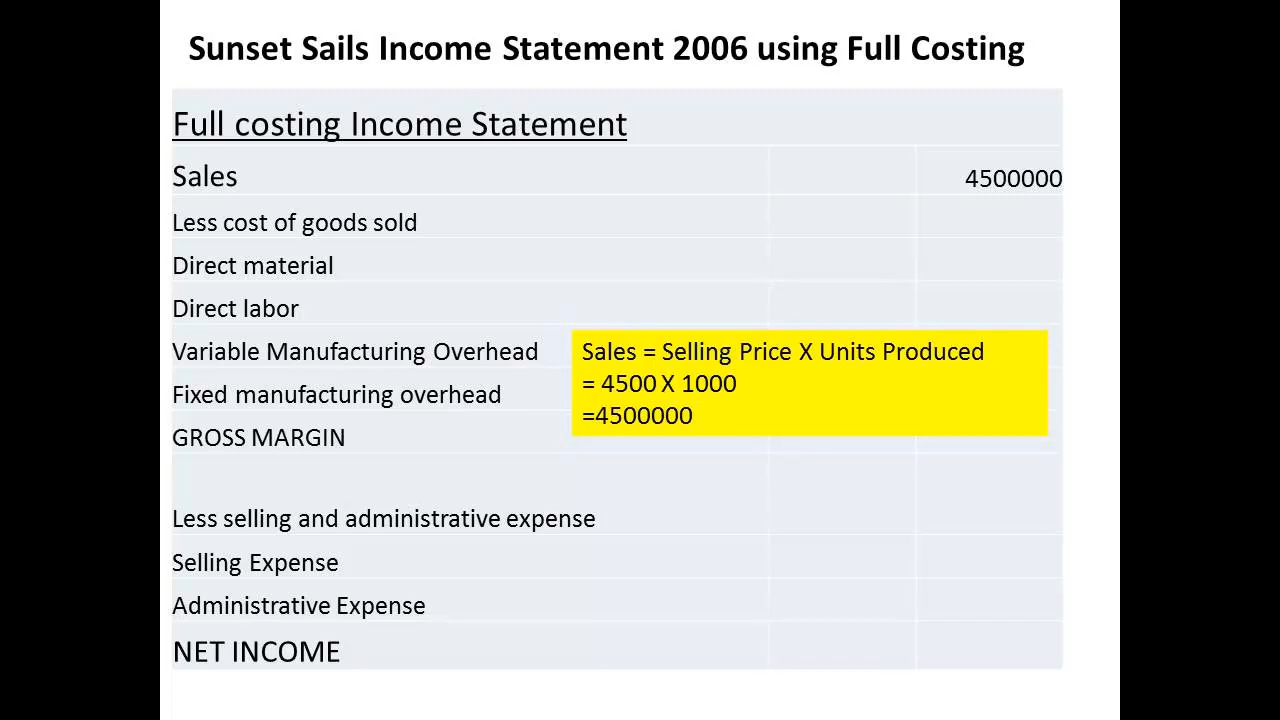 Sunset Sails Income Statement 2006 using Full Costing
Full costing Income Statement
Sales 4500000
Less cost of goods sold
Direct material
Direct labor
Variable Manufacturing Overhead
Fixed manufacturing overhead
GROSS MARGIN
Sales = Selling Price X Units Produced
= 4500 X 1000
=4500000
Less selling and administrative expense
Selling Expense
Administrative Expense
NET INCOME